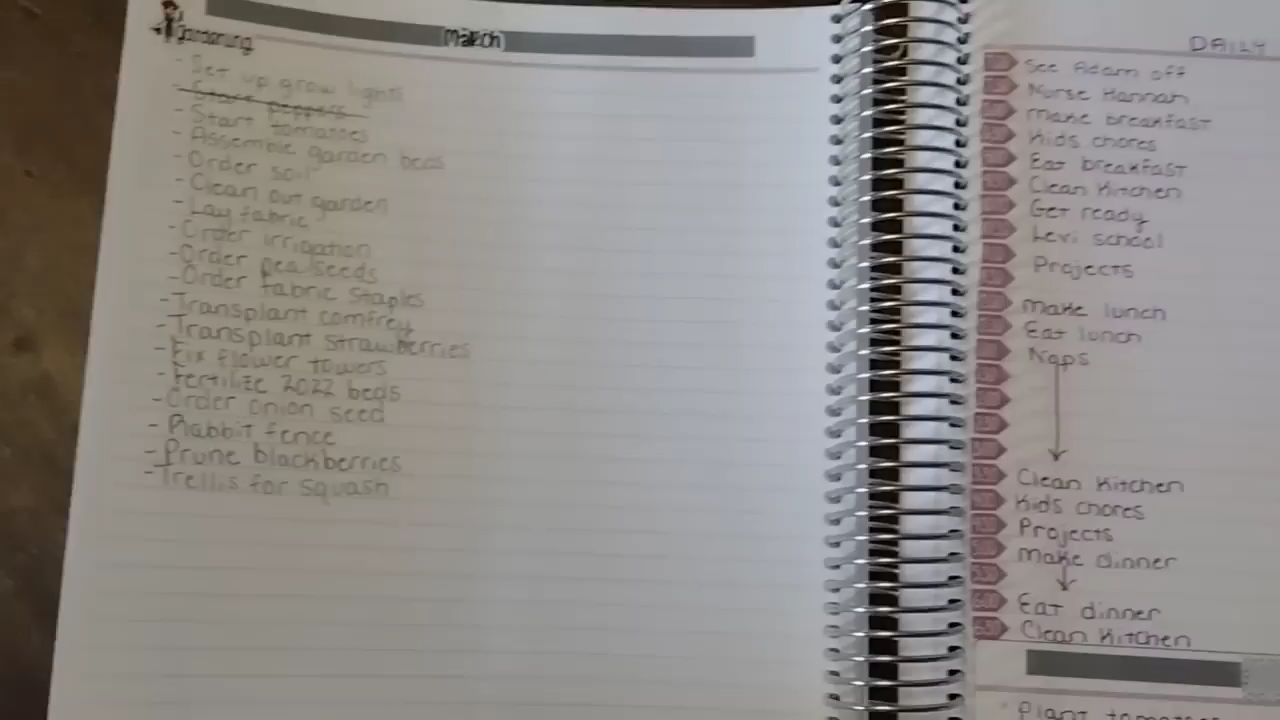 Gardening
(March)
- Set up grow lights
- Start peppers
- Start tomatoes
- Assemble garden beds
- Order soil
- Clean out garden
- Lay fabric
- Order irrigation
- Order pea seeds
- Order fabric staples
- Transplant comfrey
- Transplant strawberries
- Fix flower towers
- Fertilize 2022 beds
- Order onion seed
- Rabbit fence
- Prune blackberries
- Trellis for squash
DAILY
See Adam off
Nurse Hannah
Make breakfast
Kids chores
Eat breakfast
Clean Kitchen
Get ready
Levi school
Projects
Make lunch
Eat lunch
Naps
Clean Kitchen
Kids chores
Projects
Make dinner
Eat dinner
Clean Kitchen
Plant